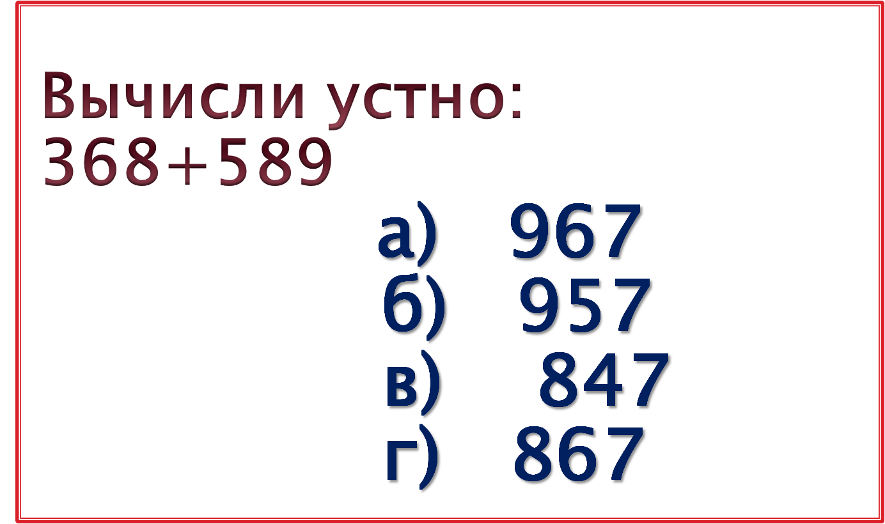 Вычисли устно:
368+589
а) 967
б) 957
в) 847
г) 867